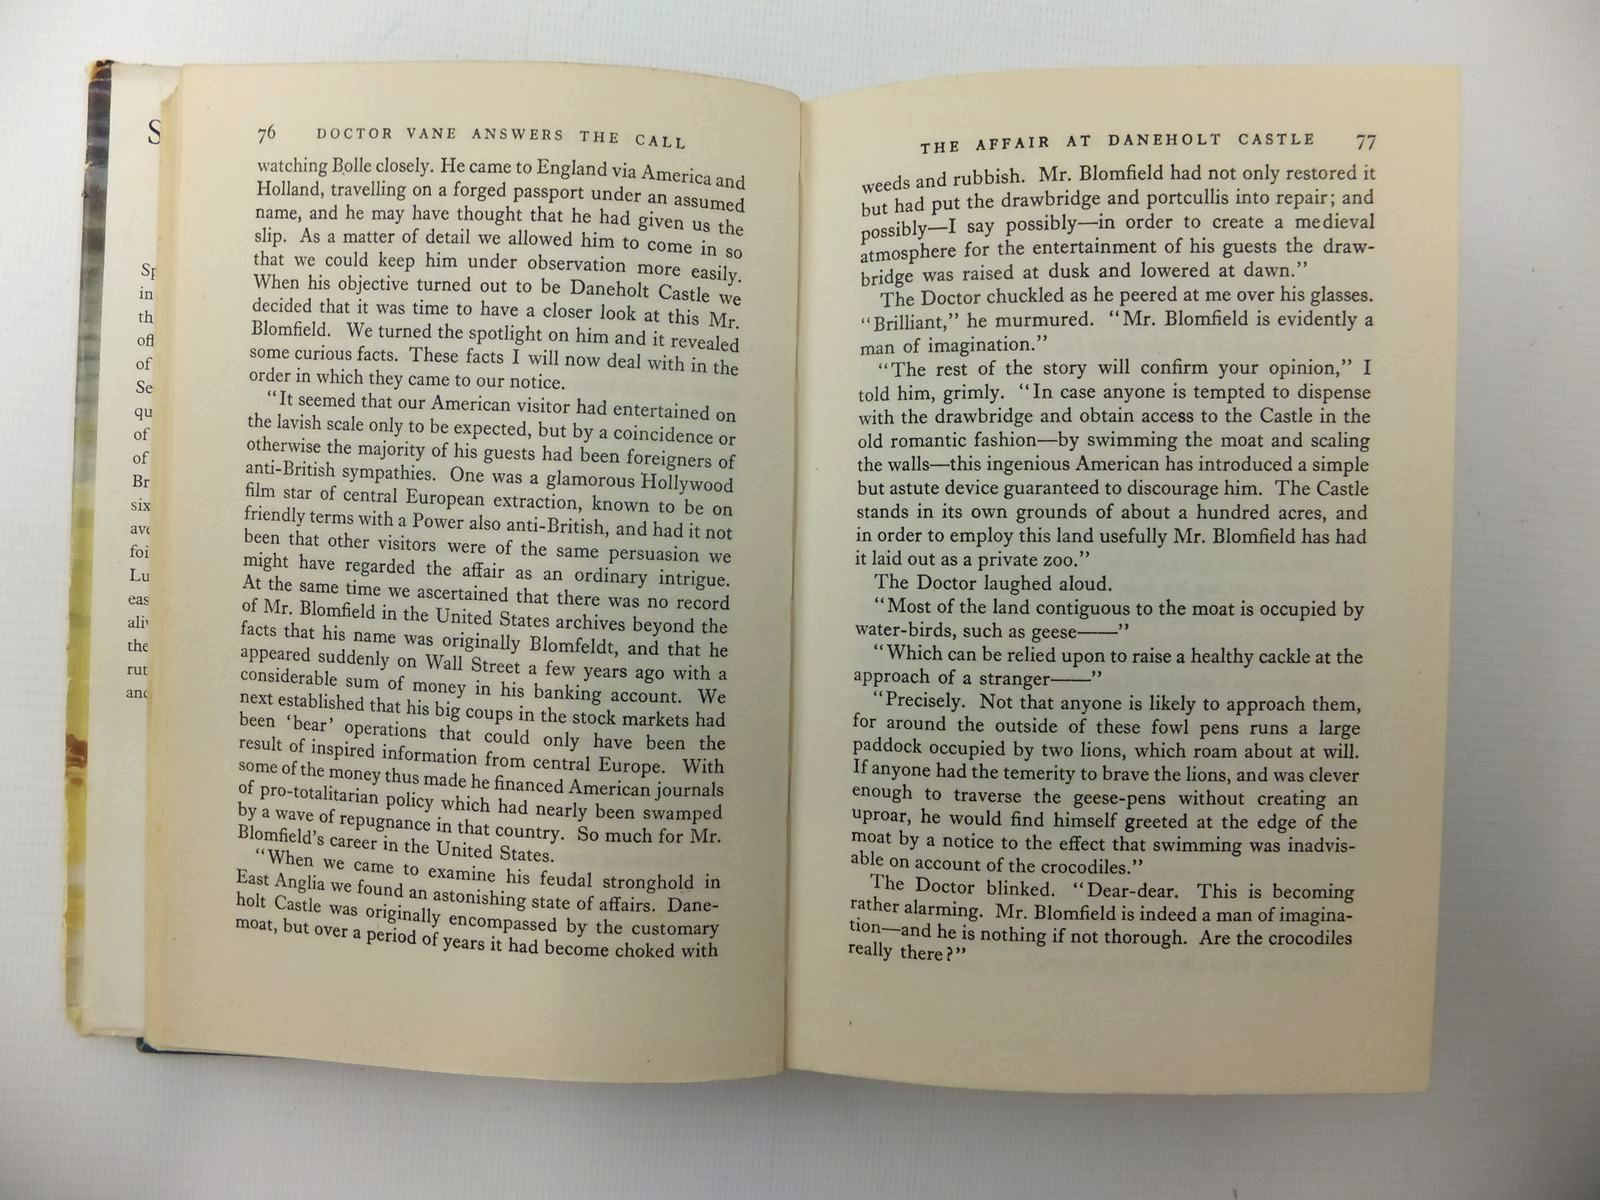 S
Sp
in
th
off
of
Se
qu
of
of
Br
six
ave
foi
Lu
eas
aliv
the
rut
and
76 DOCTOR VANE ANSWERS THE CALL
watching Bolle closely. He came to England via America and
Holland, travelling on a forged passport under an assumed
name, and he may have thought that he had given us the
slip. As a matter of detail we allowed him to come in so
that we could keep him under observation more easily.
When his objective turned out to be Daneholt Castle we
decided that it was time to have a closer look at this Mr.
Blomfield. We turned the spotlight on him and it revealed
some curious facts. These facts I will now deal with in the
order in which they came to our notice.
“It seemed that our American visitor had entertained on
the lavish scale only to be expected, but by a coincidence or
otherwise the majority of his guests had been foreigners of
anti-British sympathies. One was a glamorous Hollywood
film star of central European extraction, known to be on
friendly terms with a Power also anti-British, and had it not
been that other visitors were of the same persuasion we
might have regarded the affair as an ordinary intrigue.
At the same time we ascertained that there was no record
of Mr. Blomfield in the United States archives beyond the
facts that his name was originally Blomfeldt, and that he
appeared suddenly on Wall Street a few years ago with a
considerable sum of money in his banking account. We
next established that his big coups in the stock markets had
been ‘bear’ operations that could only have been the
result of inspired information from central Europe. With
some of the money thus made he financed American journals
of pro-totalitarian policy which had nearly been swamped
by a wave of repugnance in that country. So much for Mr.
Blomfield’s career in the United States.
“When we came to examine his feudal stronghold in
East Anglia we found an astonishing state of affairs. Dane-
holt Castle was originally encompassed by the customary
moat, but over a period of years it had become choked with
THE AFFAIR AT DANEHOLT CASTLE 77
weeds and rubbish. Mr. Blomfield had not only restored it
but had put the drawbridge and portcullis into repair; and
possibly—I say possibly—in order to create a medieval
atmosphere for the entertainment of his guests the draw-
bridge was raised at dusk and lowered at dawn.”
The Doctor chuckled as he peered at me over his glasses.
“Brilliant,” he murmured. “Mr. Blomfield is evidently a
man of imagination.”
“The rest of the story will confirm your opinion,” I
told him, grimly. “In case anyone is tempted to dispense
with the drawbridge and obtain access to the Castle in the
old romantic fashion—by swimming the moat and scaling
the walls—this ingenious American has introduced a simple
but astute device guaranteed to discourage him. The Castle
stands in its own grounds of about a hundred acres, and
in order to employ this land usefully Mr. Blomfield has had
it laid out as a private zoo.”
The Doctor laughed aloud.
“Most of the land contiguous to the moat is occupied by
water-birds, such as geese——”
“Which can be relied upon to raise a healthy cackle at the
approach of a stranger——”
“Precisely. Not that anyone is likely to approach them,
for around the outside of these fowl pens runs a large
paddock occupied by two lions, which roam about at will.
If anyone had the temerity to brave the lions, and was clever
enough to traverse the geese-pens without creating an
uproar, he would find himself greeted at the edge of the
moat by a notice to the effect that swimming was inadvis-
able on account of the crocodiles.”
The Doctor blinked. “Dear-dear. This is becoming
rather alarming. Mr. Blomfield is indeed a man of imagina-
tion—and he is nothing if not thorough. Are the crocodiles
really there?”